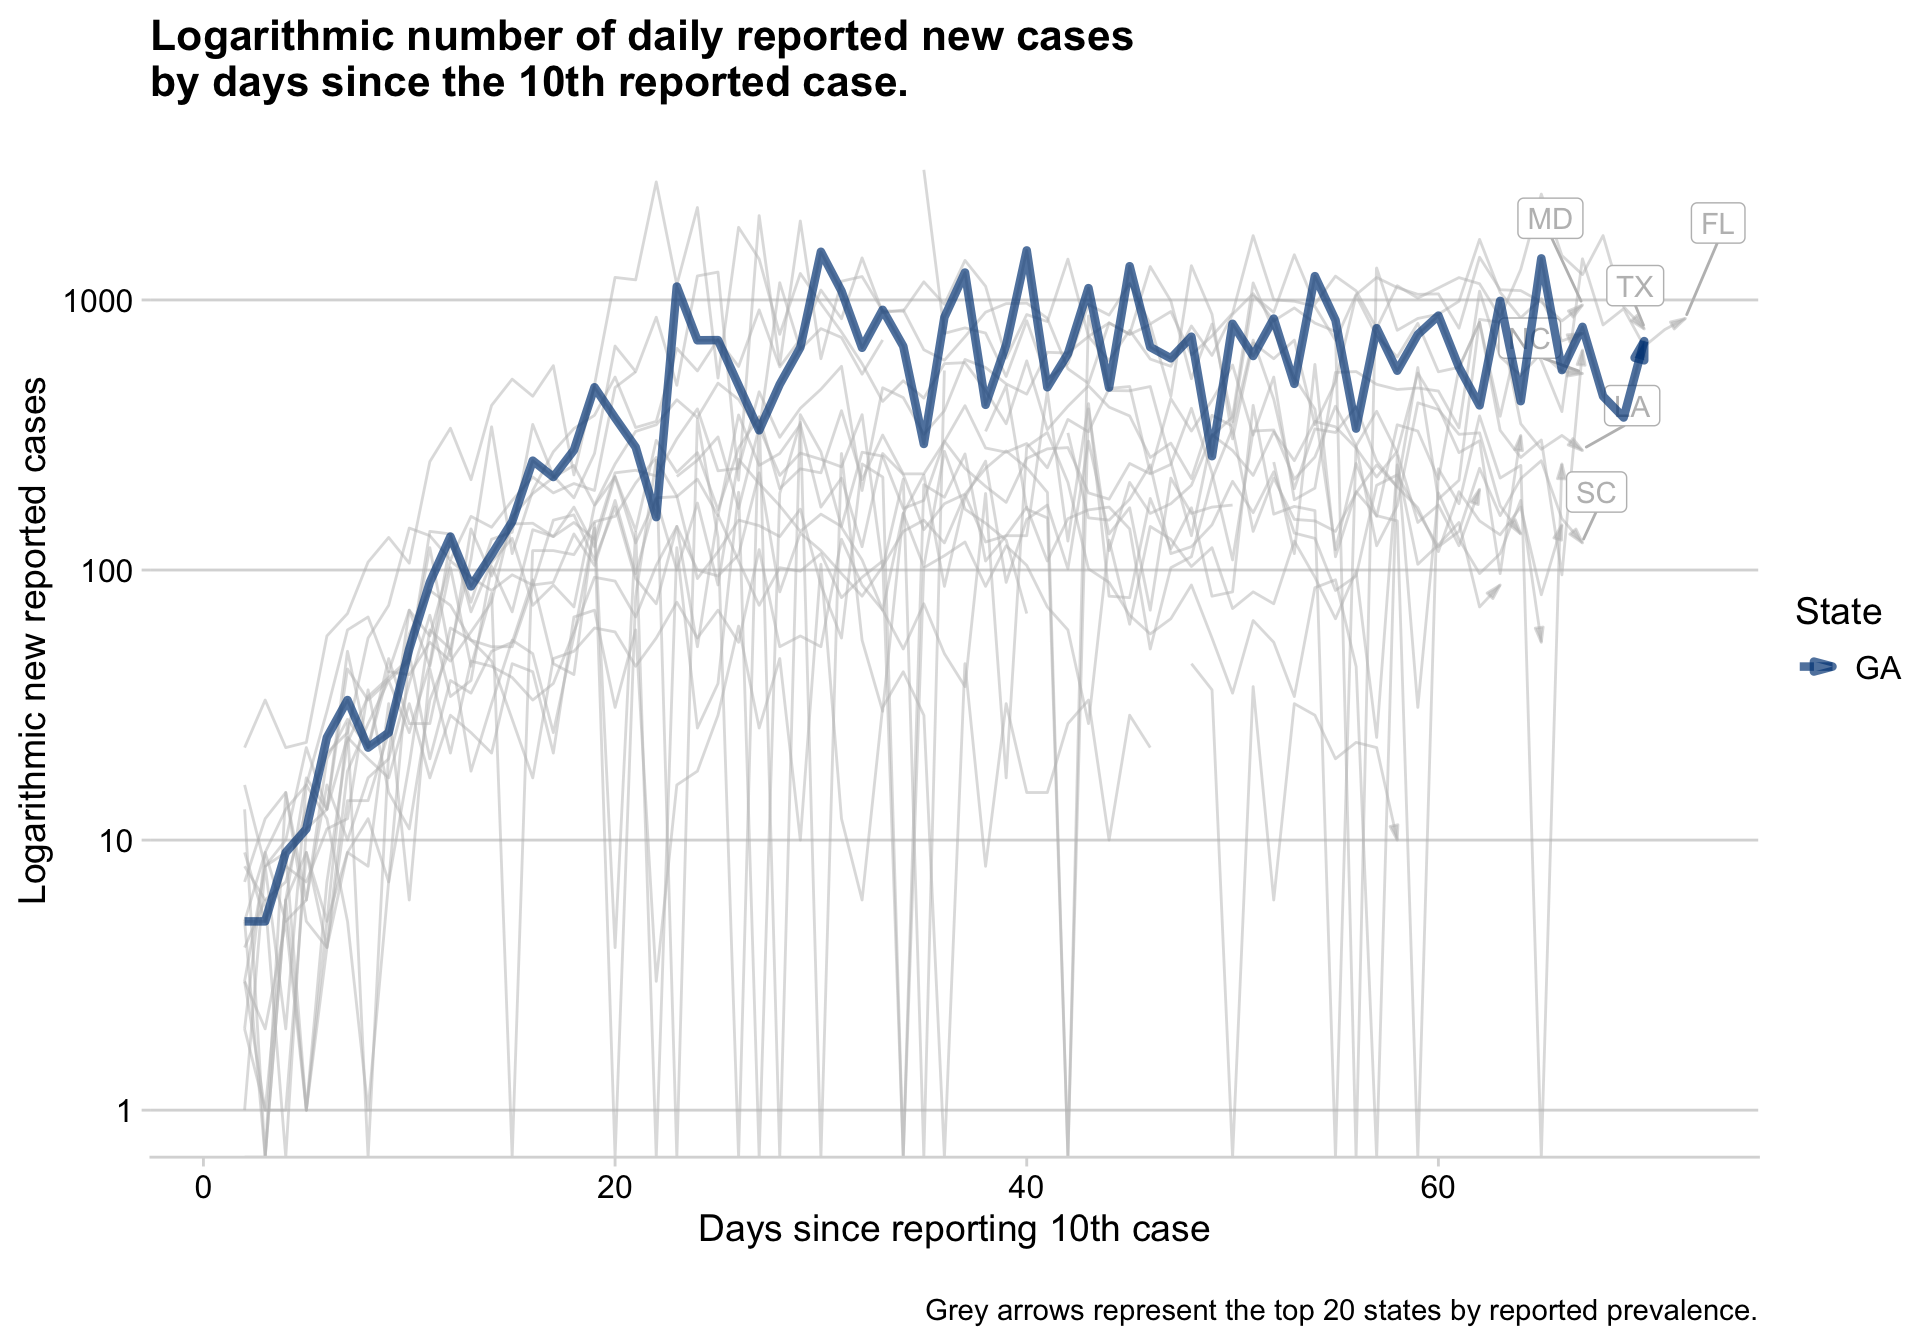 Logarithmic number of daily reported new cases
by days since the 10th reported case.
MD
FL
TX
LA
SC
1000
100
10
1
Logarithmic new reported cases
0
20
40
60
Days since reporting 10th case
State
GA
Grey arrows represent the top 20 states by reported prevalence.